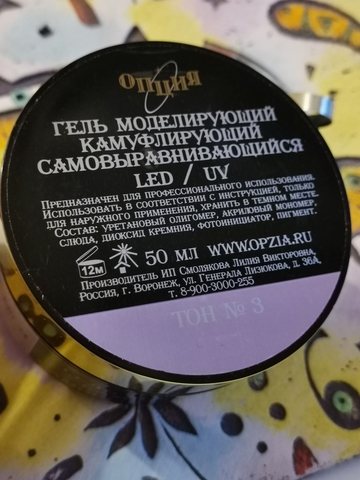 ОПЦИЯ
ГЕЛЬ МОДЕЛИРУЮЩИЙ
КАМУФЛИРУЮЩИЙ
САМОВЫРАВНИВАЮЩИЙСЯ
LED / UV
ПРЕДНАЗНАЧЕН ДЛЯ ПРОФЕССИОНАЛЬНОГО ИСПОЛЬЗОВАНИЯ.
ИСПОЛЬЗОВАТЬ В СООТВЕТСТВИИ С ИНСТРУКЦИЕЙ, ТОЛЬКО
ДЛЯ НАРУЖНОГО ПРИМЕНЕНИЯ. ХРАНИТЬ В ТЕМНОМ МЕСТЕ.
СОСТАВ: УРЕТАНОВЫЙ ОЛИГОМЕР, АКРИЛОВЫЙ МОНОМЕР,
СЛЮДА, ДИОКСИД КРЕМНИЯ, ФОТОИНИЦИАТОР, ПИГМЕНТ.
12М 50 МЛ WWW.OPZIA.RU
ПРОИЗВОДИТЕЛЬ ИП СМОЛЯКОВА ЛИЛИЯ ВИКТОРОВНА,
РОССИЯ, Г. ВОРОНЕЖ, УЛ. ГЕНЕРАЛА ЛИЗЮКОВА, Д. 36А,
Т. 8-900-3000-255
ТОН № 3